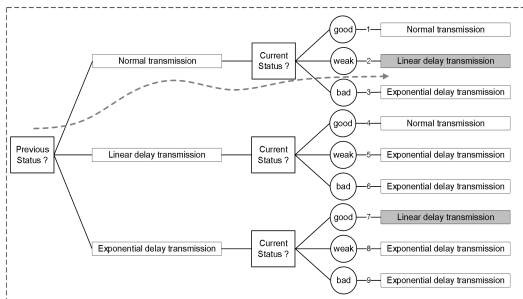 good 1 Normal transmission
Normal transmission
Current
Status ?
weak 2 Linear delay transmission
bad 3 Exponential delay transmission
good 4 Normal transmission
Previous
Status ?
Linear delay transmission
Current
Status ?
weak 5 Exponential delay transmission
bad 6 Exponential delay transmission
good 7 Linear delay transmission
Exponential delay transmission
Current
Status ?
weak 8 Exponential delay transmission
bad 9 Exponential delay transmission